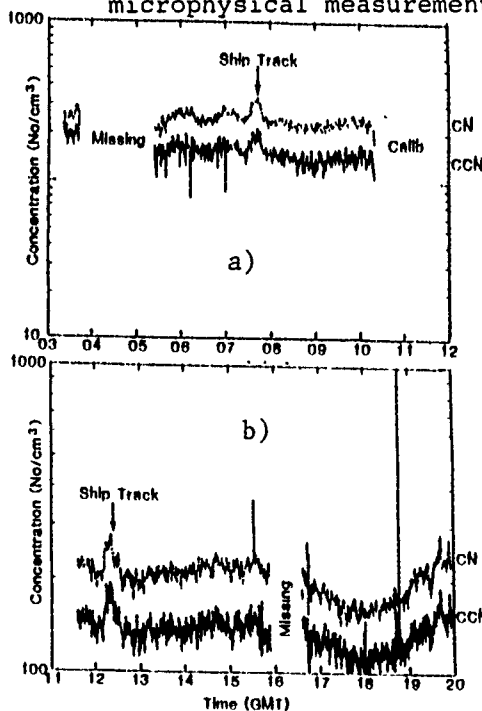 microphysical measurement
1000
Ship Track
Missing
CN
Calib
CCN
Concentration (No/cm³)
a)
10
03 04 05 06 07 08 09 10 11 12
1000
b)
Ship Track
Concentration (No/cm³)
CN
Missing
CCN
100
11 12 13 14 15 16 17 18 19 20
Time (GMT)